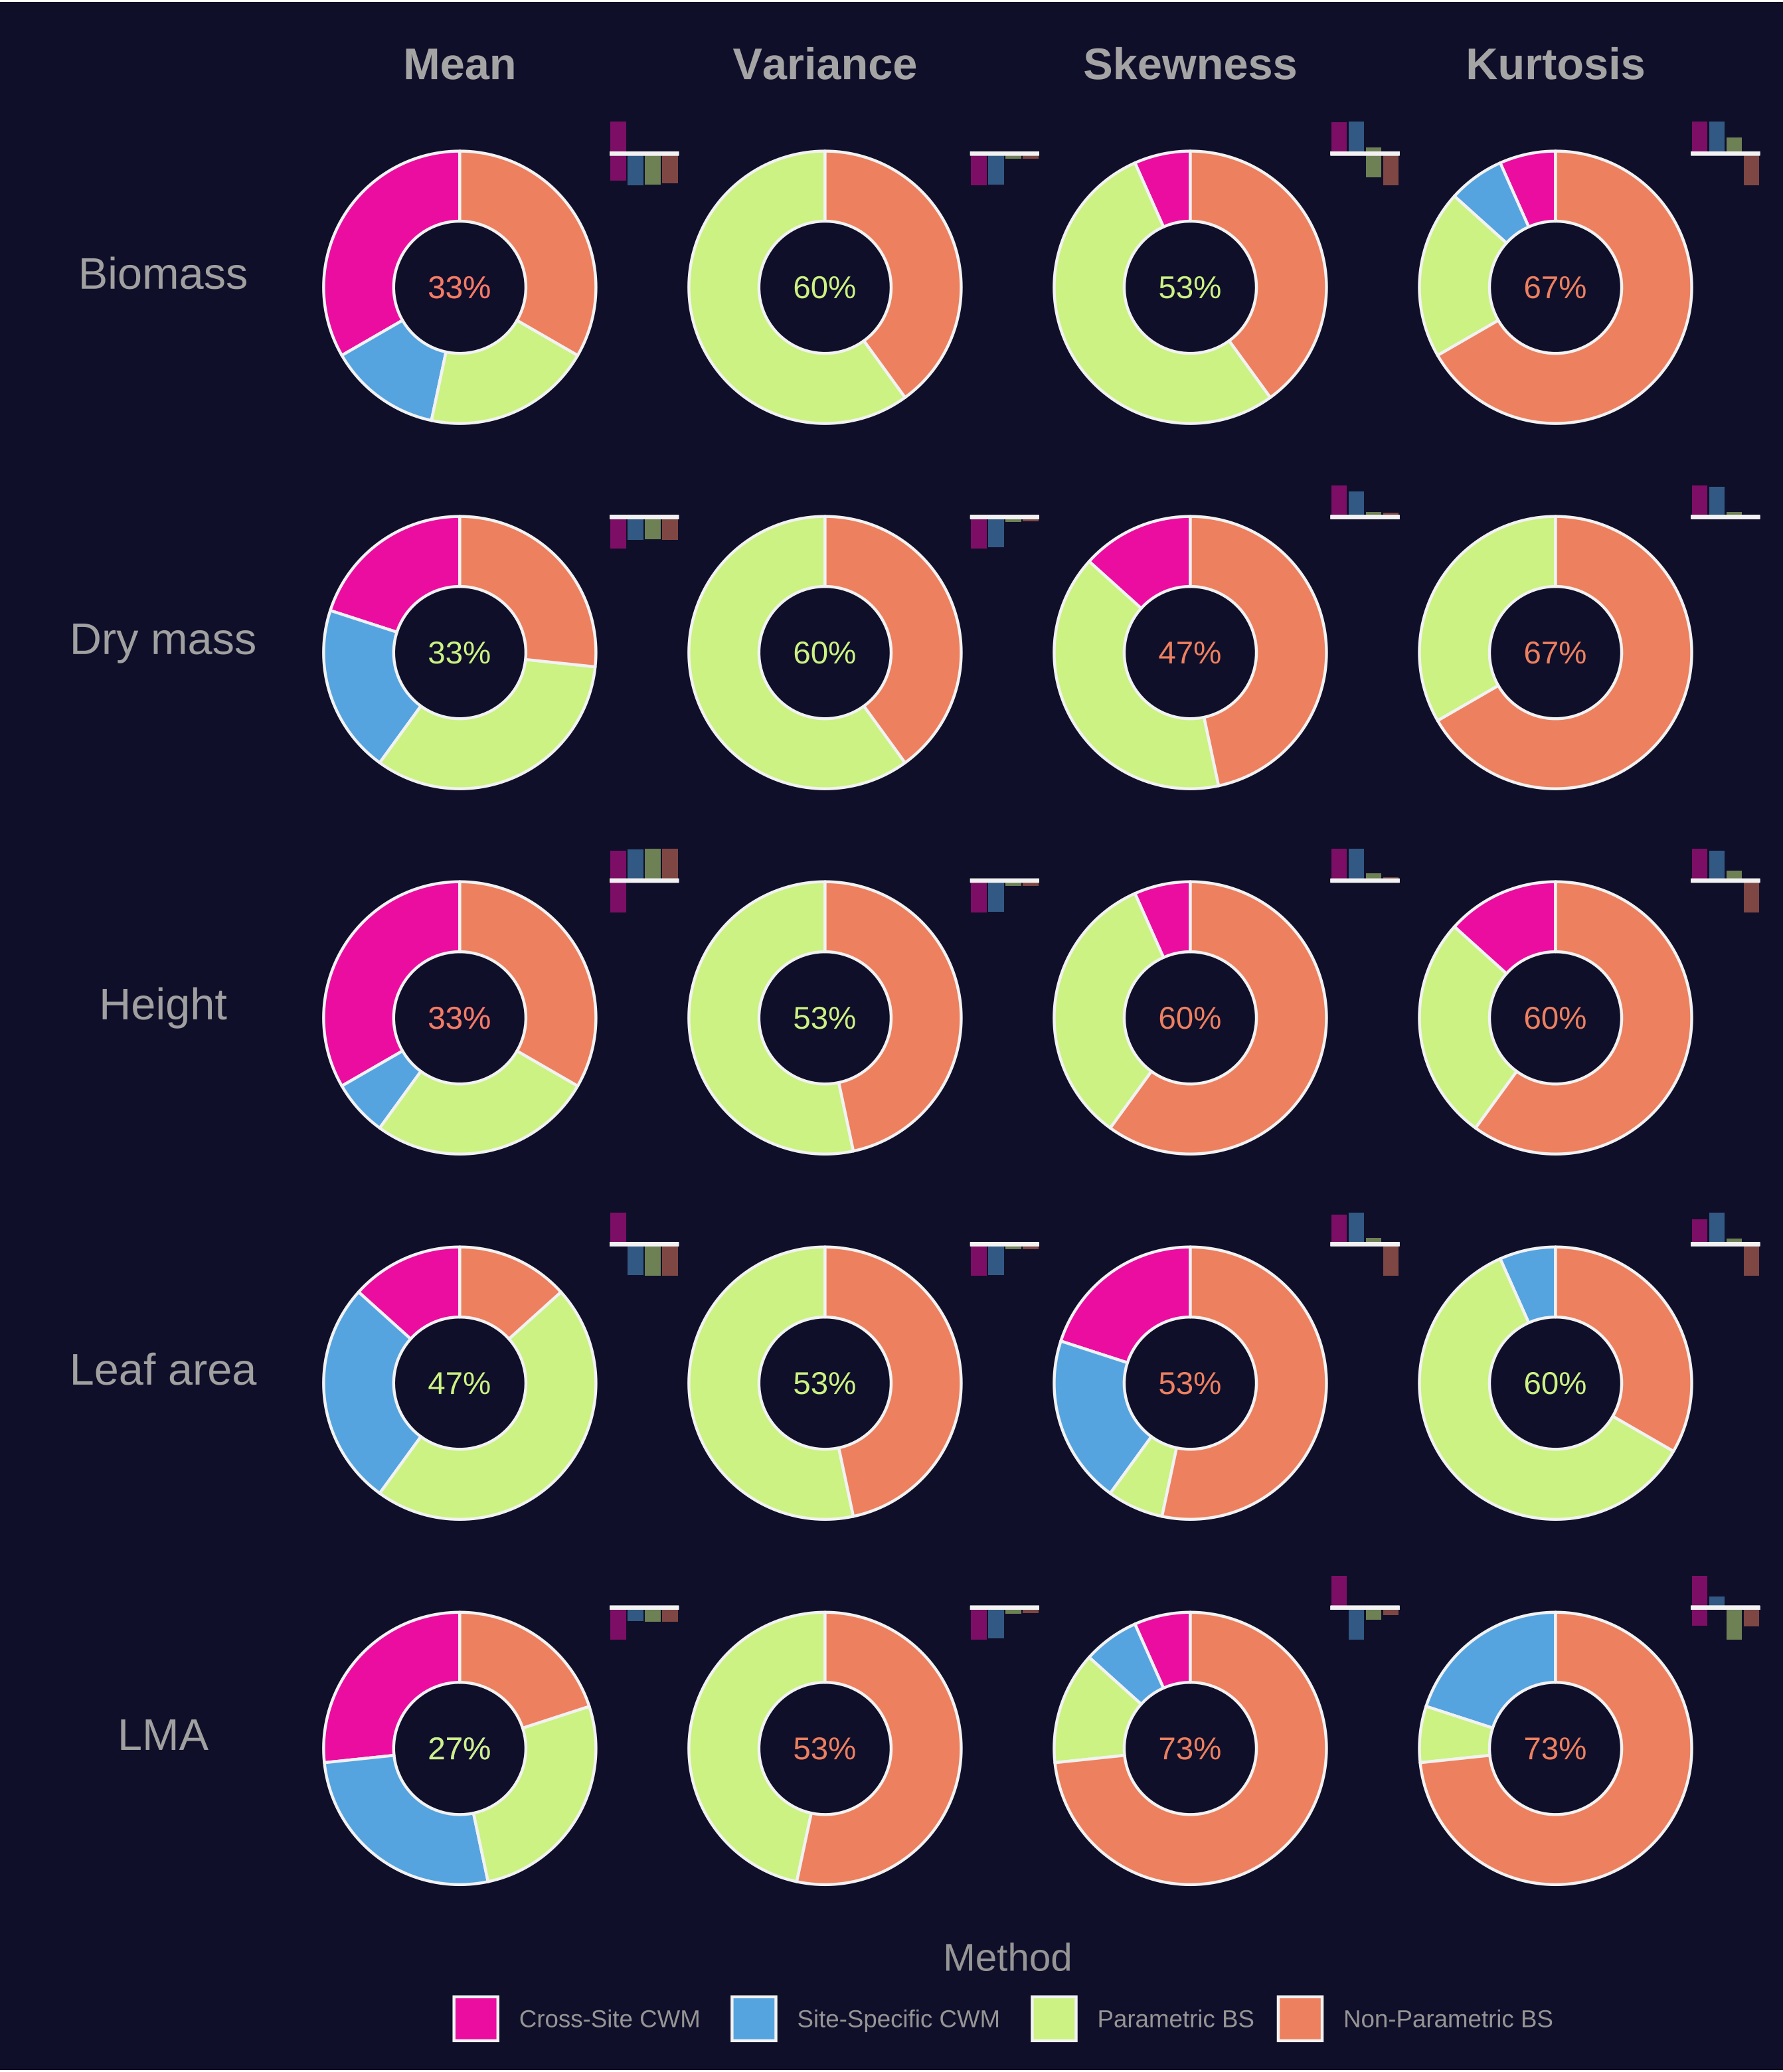 Mean Variance Skewness Kurtosis
Biomass 33% 60% 53% 67%
Dry mass 33% 60% 47% 67%
Height 33% 53% 60% 60%
Leaf area 47% 53% 53% 60%
LMA 27% 53% 73% 73%
Method
Cross-Site CWM Site-Specific CWM Parametric BS Non-Parametric BS